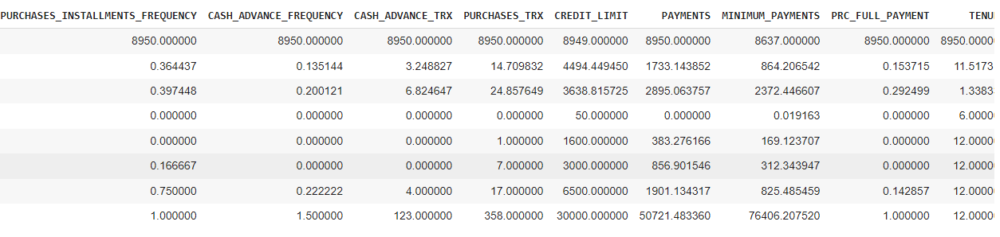 PURCHASES_INSTALLMENTS_FREQUENCY CASH_ADVANCE_FREQUENCY CASH_ADVANCE_TRX PURCHASES_TRX CREDIT_LIMIT PAYMENTS MINIMUM_PAYMENTS PRC_FULL_PAYMENT TENU
8950.000000 8950.000000 8950.000000 8950.000000 8949.000000 8950.000000 8637.000000 8950.000000 8950.0000
0.364437 0.135144 3.248827 14.709832 4494.449450 1733.143852 864.206542 0.153715 11.5173
0.397448 0.200121 6.824647 24.857649 3638.815725 2895.063757 2372.446607 0.292499 1.3383
0.000000 0.000000 0.000000 0.000000 50.000000 0.000000 0.019163 0.000000 6.0000
0.000000 0.000000 0.000000 1.000000 1600.000000 383.276166 169.123707 0.000000 12.0000
0.166667 0.000000 0.000000 7.000000 3000.000000 856.901546 312.343947 0.000000 12.0000
0.750000 0.222222 4.000000 17.000000 6500.000000 1901.134317 825.485459 0.142857 12.0000
1.000000 1.500000 123.000000 358.000000 30000.000000 50721.483360 76406.207520 1.000000 12.0000